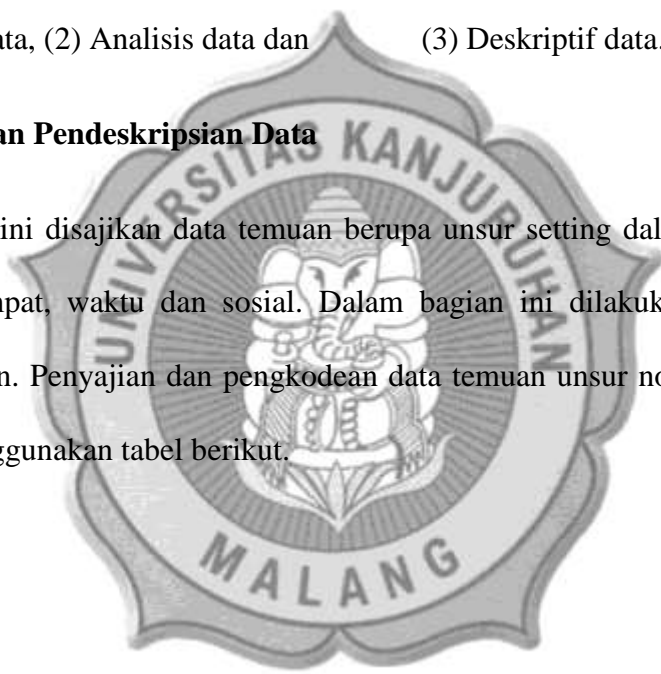 ata, (2) Analisis data dan (3) Deskriptif data.
an Pendeskripsian Data
ini disajikan data temuan berupa unsur setting dal
npat, waktu dan sosial. Dalam bagian ini dilakuk
n. Penyajian dan pengkodean data temuan unsur no
ggunakan tabel berikut.
UNIVERSITAS KANJURUHAN
MALANG